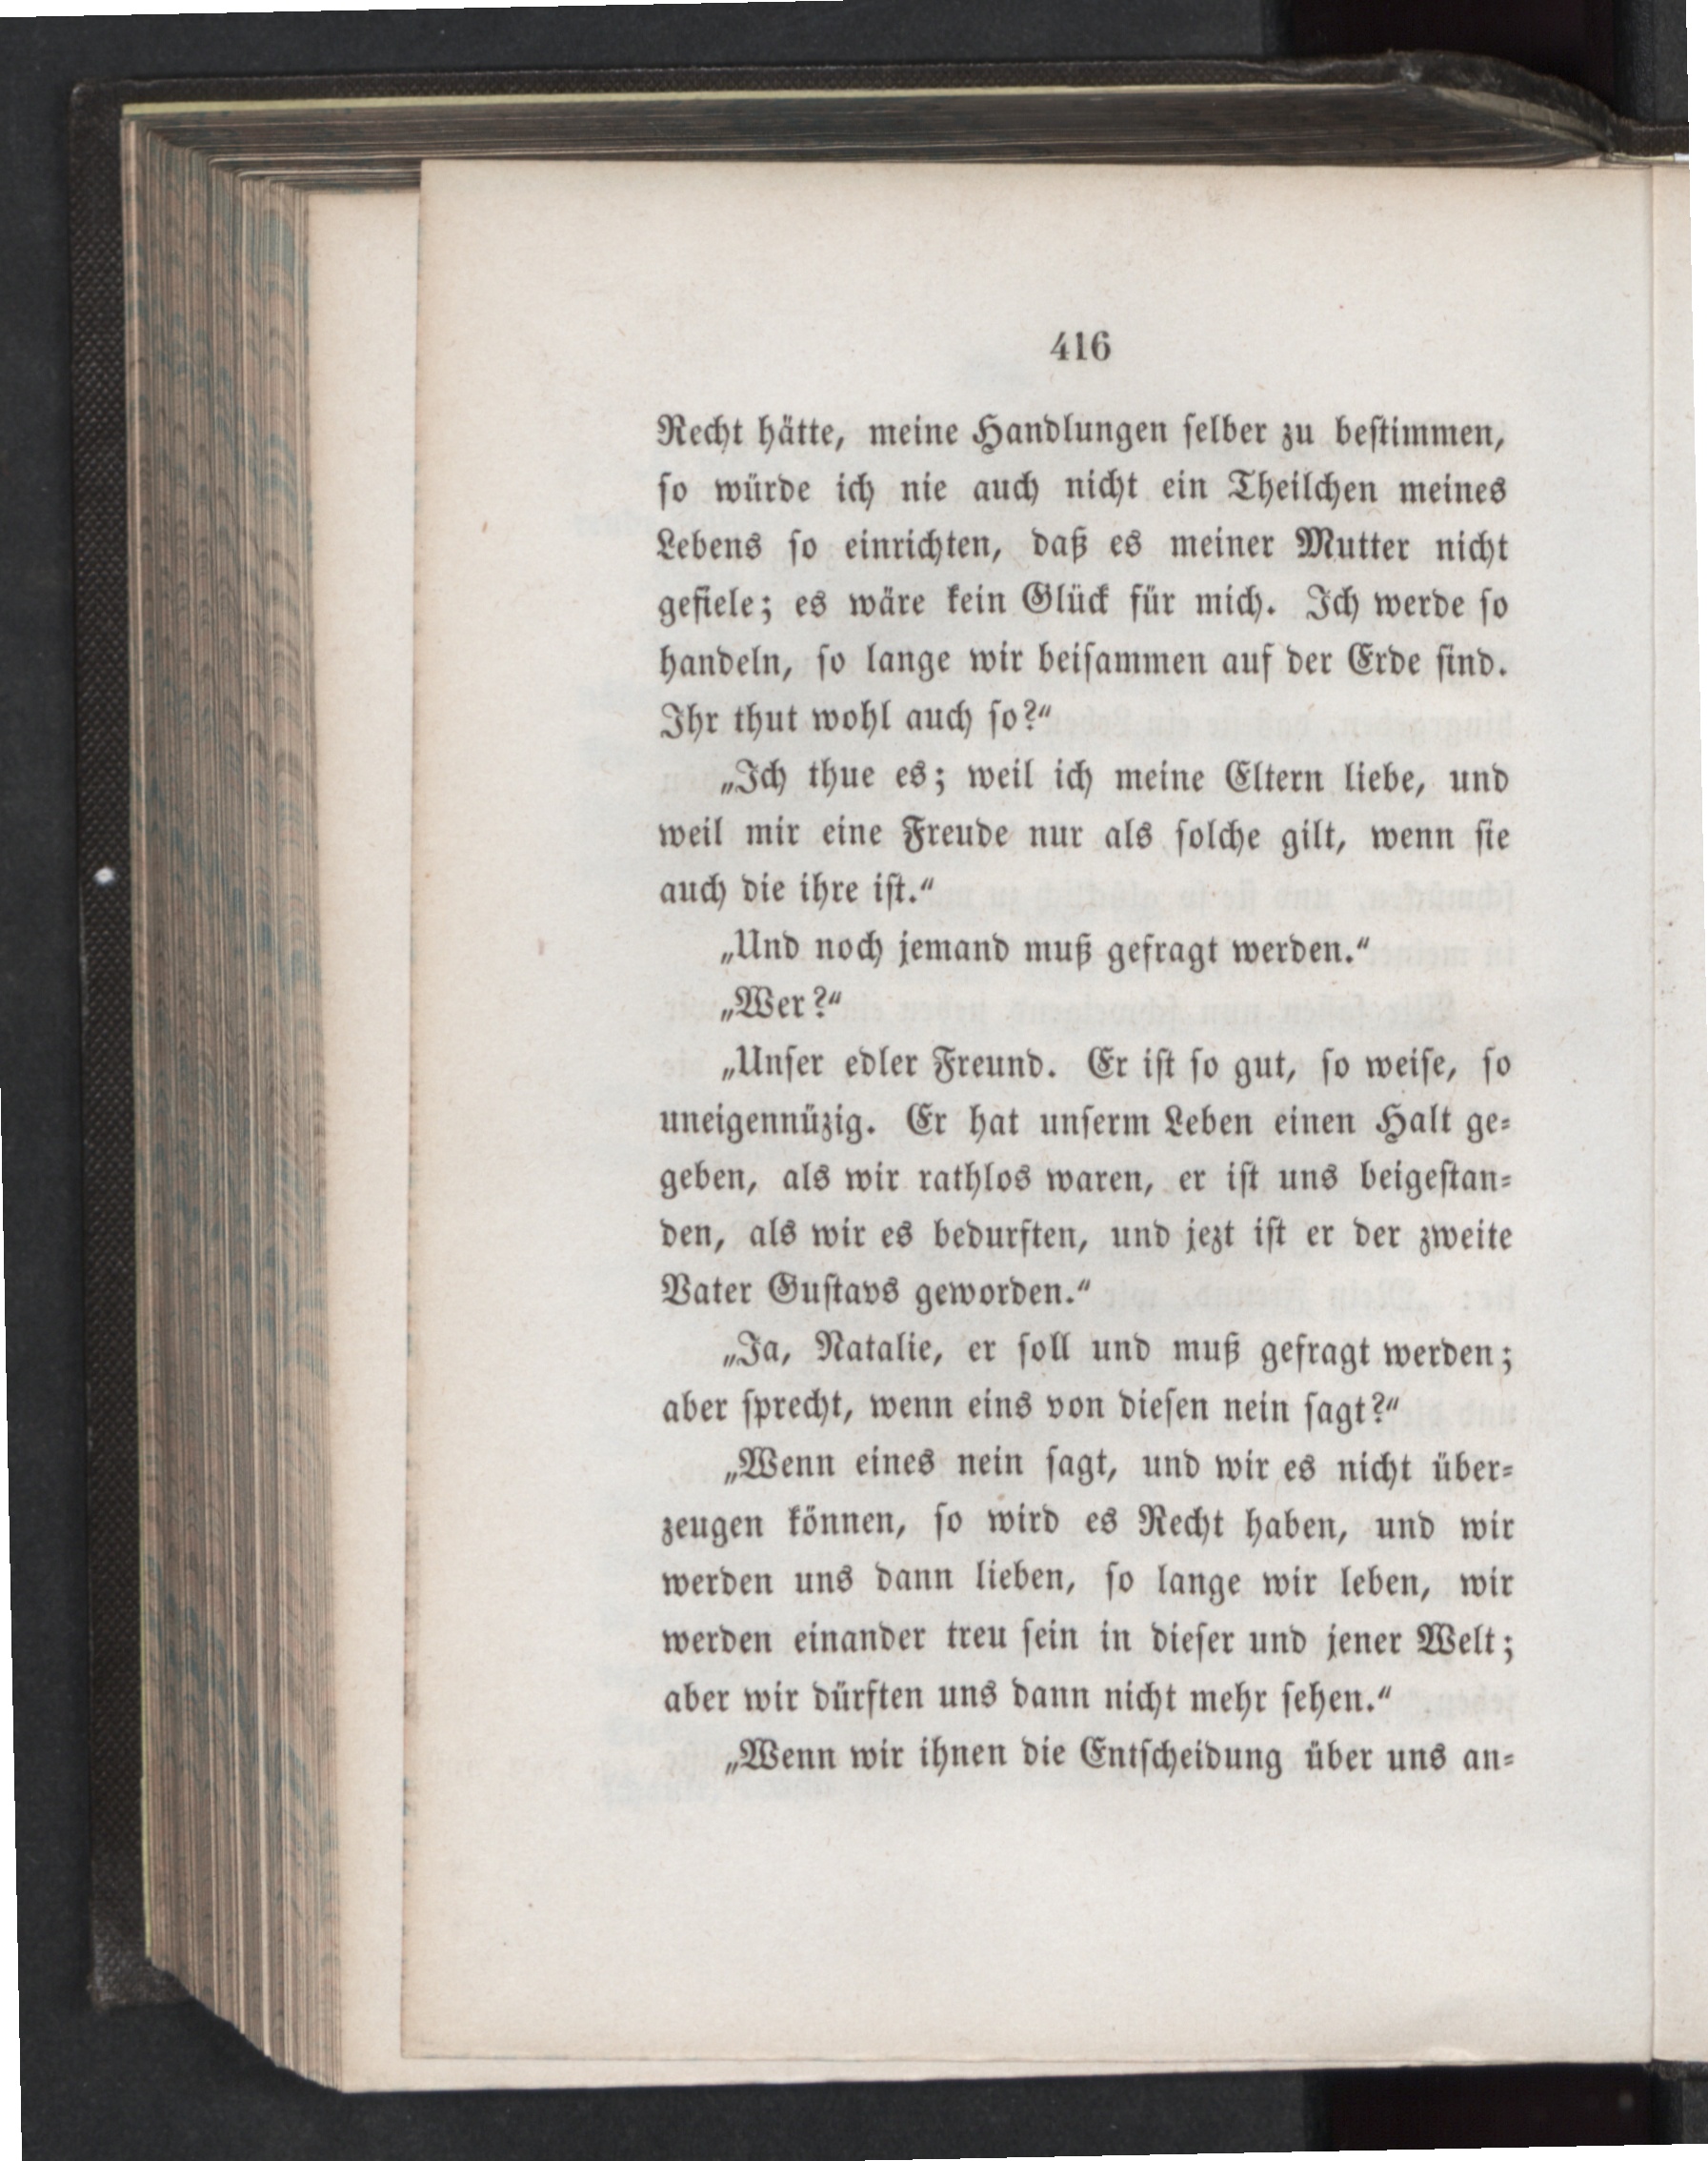 416
Recht hätte, meine Handlungen ſelber zu beſtimmen,
ſo würde ich nie auch nicht ein Theilchen meines
Lebens ſo einrichten, daß es meiner Mutter nicht
gefiele; es wäre kein Glück für mich. Ich werde ſo
handeln, ſo lange wir beiſammen auf der Erde ſind.
Ihr thut wohl auch ſo?“
„Ich thue es; weil ich meine Eltern liebe, und
weil mir eine Freude nur als ſolche gilt, wenn ſie
auch die ihre iſt.“
„Und noch jemand muß gefragt werden.“
„Wer?“
„Unſer edler Freund. Er iſt ſo gut, ſo weiſe, ſo
uneigennüzig. Er hat unſerm Leben einen Halt ge⸗
geben, als wir rathlos waren, er iſt uns beigeſtan⸗
den, als wir es bedurften, und jezt iſt er der zweite
Vater Guſtavs geworden.“
„Ja, Natalie, er ſoll und muß gefragt werden;
aber ſprecht, wenn eins von dieſen nein ſagt?“
„Wenn eines nein ſagt, und wir es nicht über⸗
zeugen können, ſo wird es Recht haben, und wir
werden uns dann lieben, ſo lange wir leben, wir
werden einander treu ſein in dieſer und jener Welt;
aber wir dürften uns dann nicht mehr ſehen.“
„Wenn wir ihnen die Entſcheidung über uns an⸗